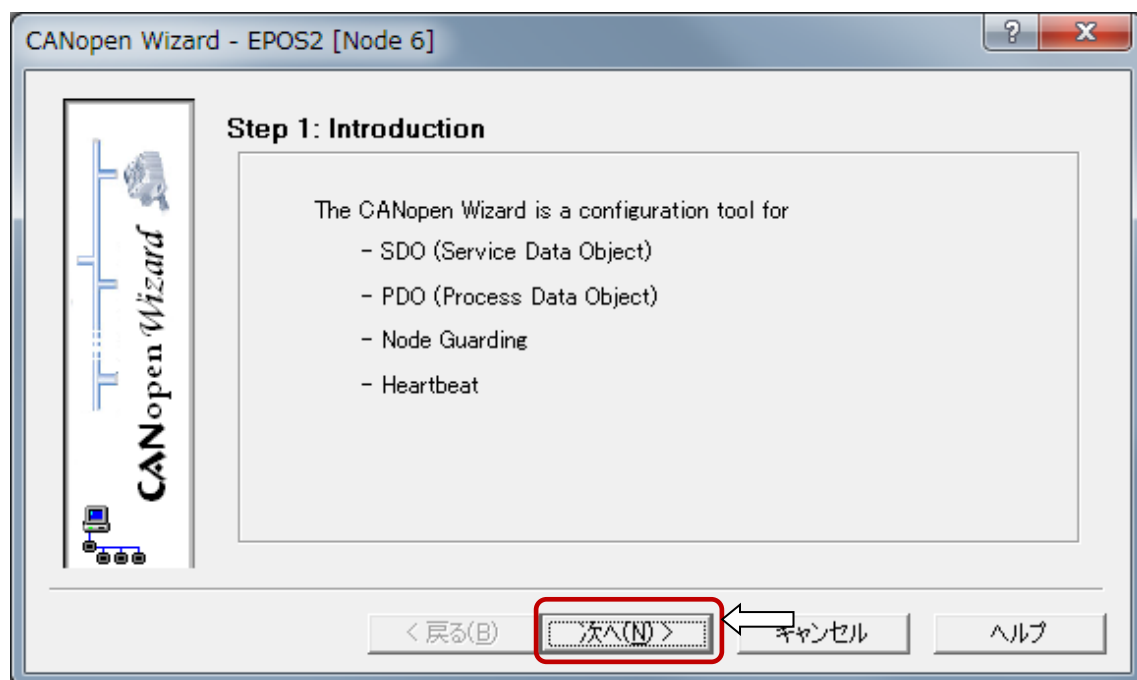 CANopen Wizard - EPOS2 [Node 6]
?
X
CANopen Wizard
Step 1: Introduction
The CANopen Wizard is a configuration tool for
- SDO (Service Data Object)
- PDO (Process Data Object)
- Node Guarding
- Heartbeat
< 戻る(B)
次へ(N) >
キャンセル
ヘルプ